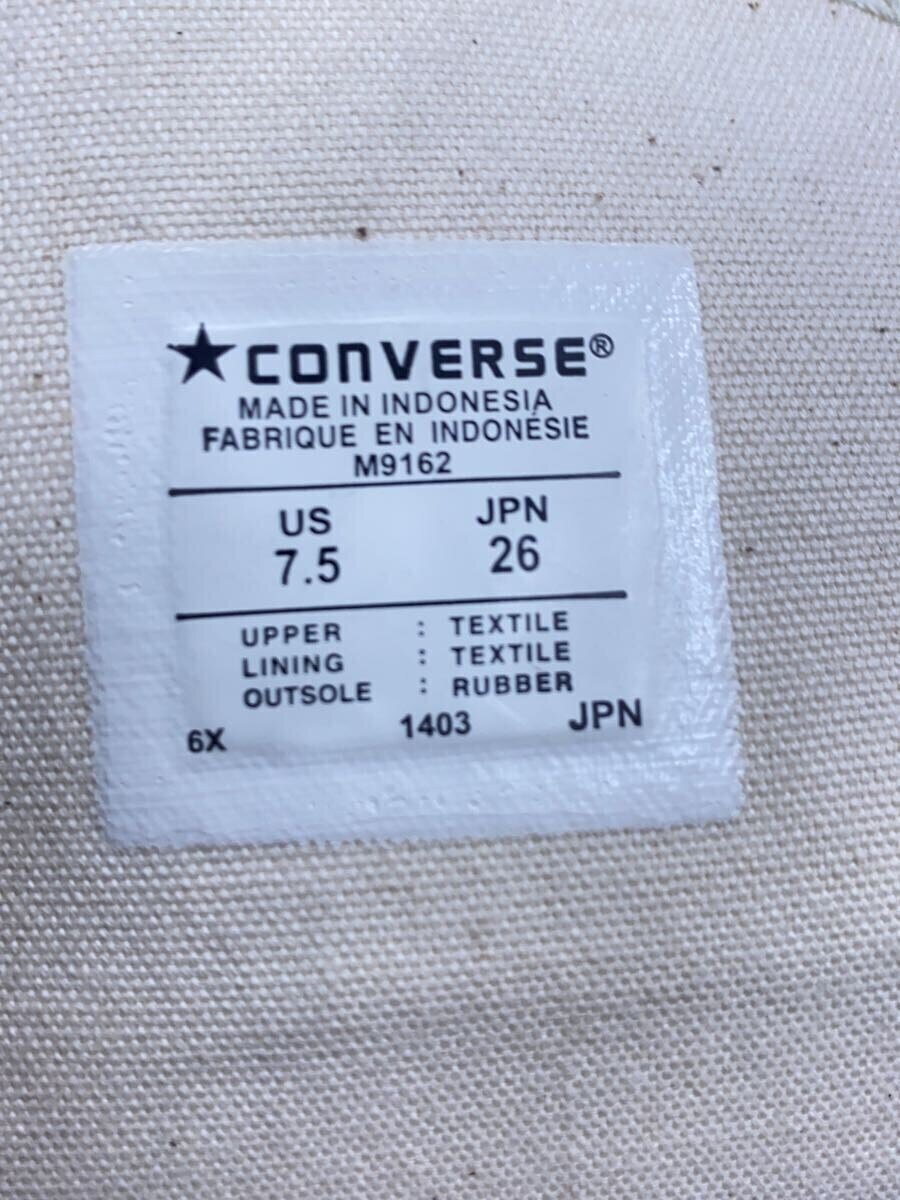 ★CONVERSE®
MADE IN INDONESIA
FABRIQUE EN INDONÉSIE
M9162
US JPN
7.5 26
UPPER : TEXTILE
LINING : TEXTILE
OUTSOLE : RUBBER
6X 1403 JPN